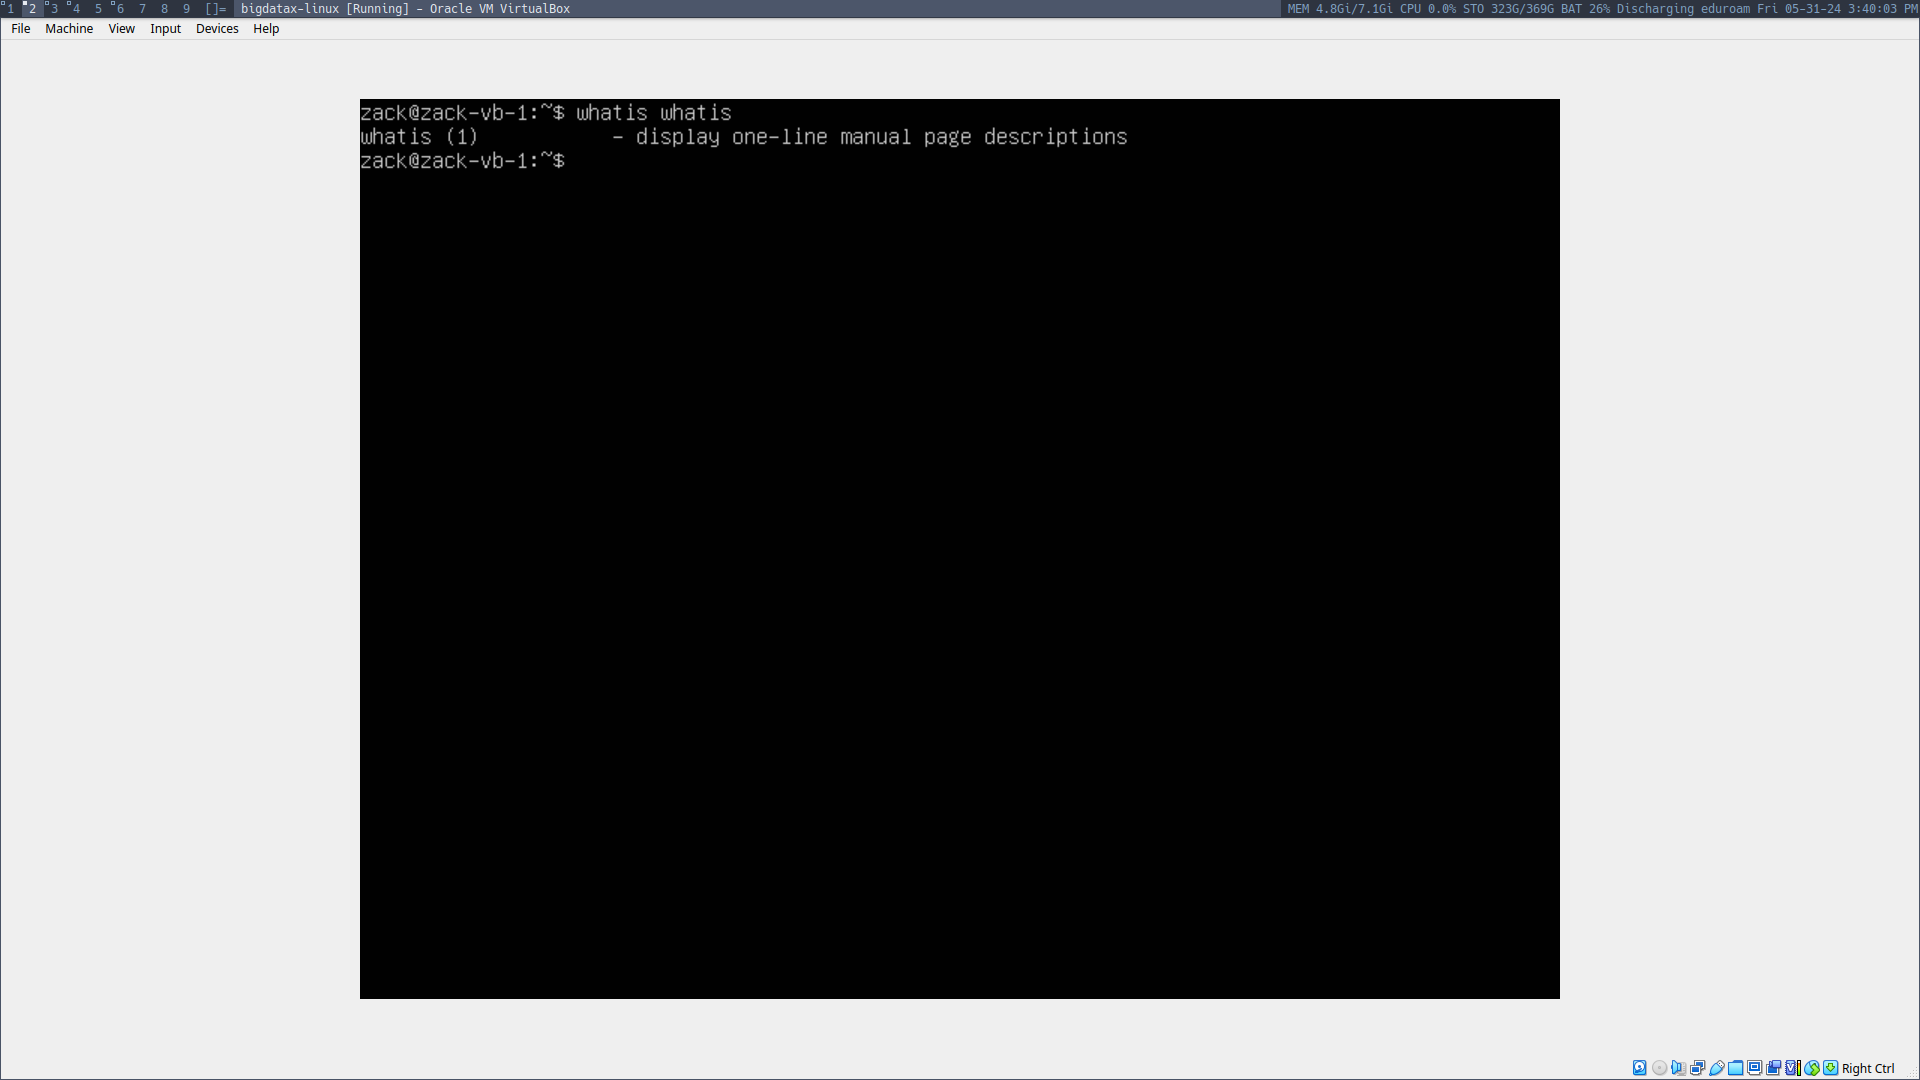 1 2 3 4 5 6 7 8 9 []= bigdatax-linux [Running] - Oracle VM VirtualBox MEM 4.8Gi/7.1Gi CPU 0.0% STO 323G/369G BAT 26% Discharging eduroam Fri 05-31-24 3:40:03 PM
File Machine View Input Devices Help
zack@zack-vb-1:~$ whatis whatis
whatis (1)           - display one-line manual page descriptions
zack@zack-vb-1:~$
Right Ctrl